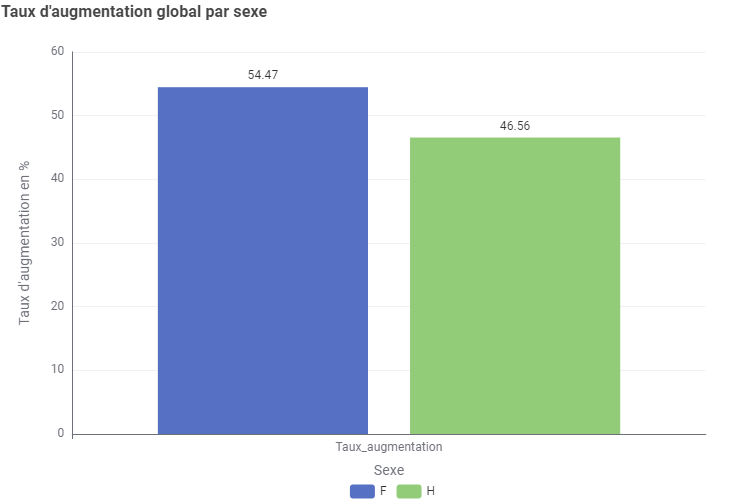 Taux d'augmentation global par sexe
60
50
40
30
20
10
0
Taux d'augmentation en %
54.47
46.56
Taux_augmentation
Sexe
F H